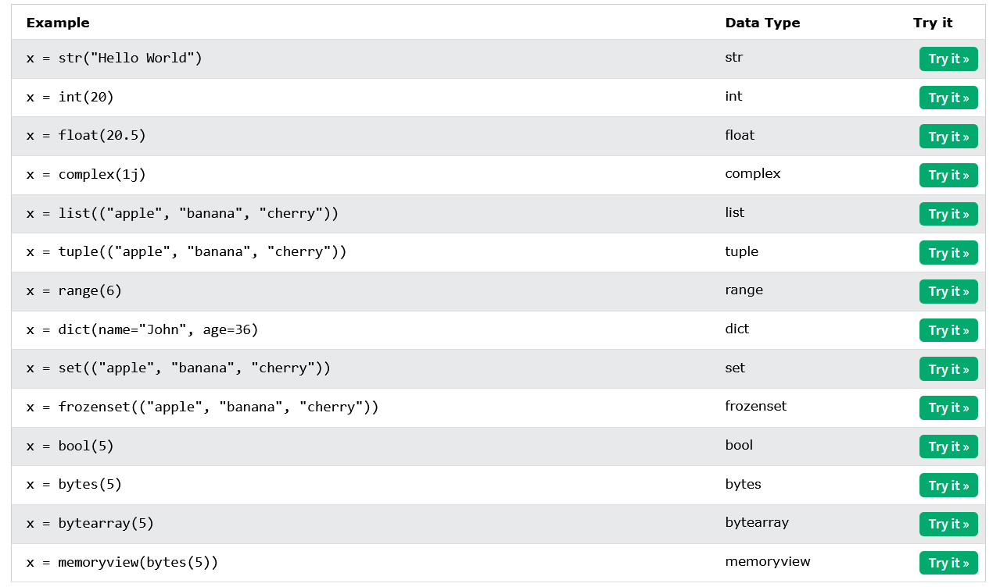 Example Data Type Try it
x = str("Hello World") str Try it »
x = int(20) int Try it »
x = float(20.5) float Try it »
x = complex(1j) complex Try it »
x = list(("apple", "banana", "cherry")) list Try it »
x = tuple(("apple", "banana", "cherry")) tuple Try it »
x = range(6) range Try it »
x = dict(name="John", age=36) dict Try it »
x = set(("apple", "banana", "cherry")) set Try it »
x = frozenset(("apple", "banana", "cherry")) frozenset Try it »
x = bool(5) bool Try it »
x = bytes(5) bytes Try it »
x = bytearray(5) bytearray Try it »
x = memoryview(bytes(5)) memoryview Try it »